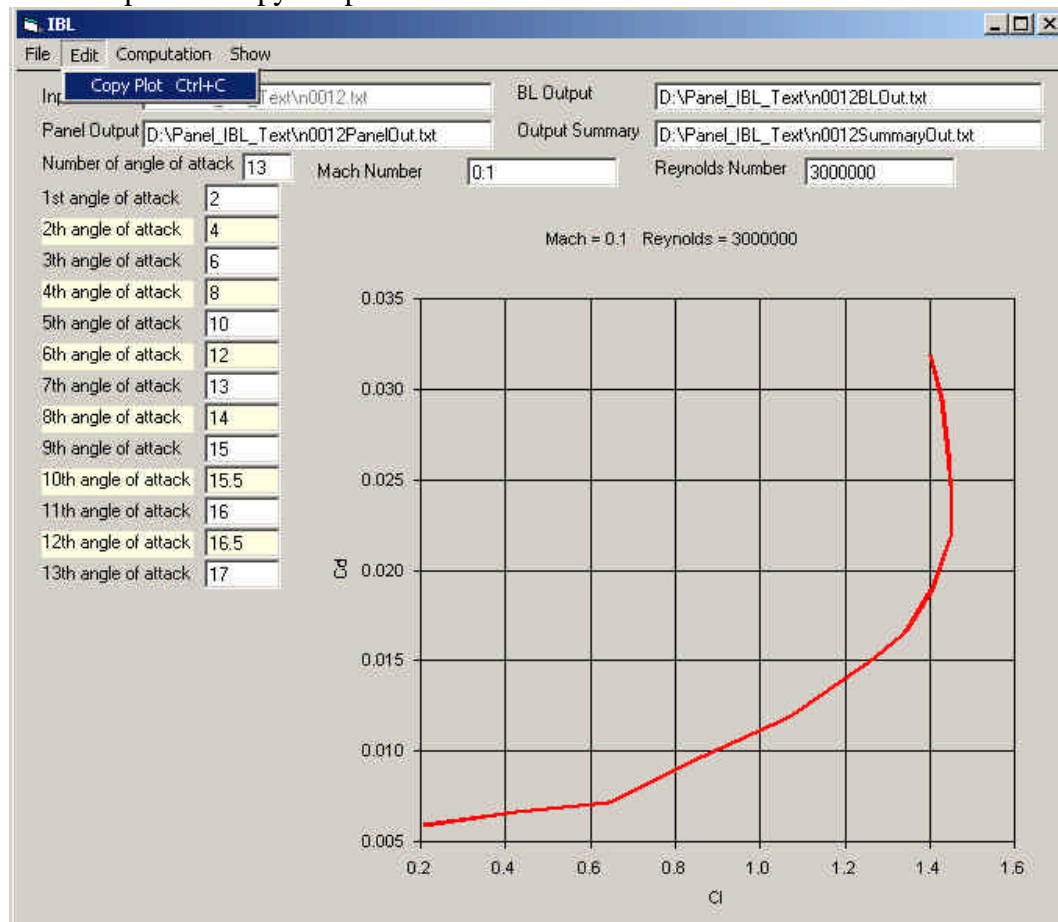 IBL
File Edit Computation Show
Copy Plot Ctrl+C
Text\n0012.txt
BL Output D:\Panel_IBL_Text\n0012BLOut.txt
Panel Output D:\Panel_IBL_Text\n0012PanelOut.txt
Output Summary D:\Panel_IBL_Text\n0012SummaryOut.txt
Number of angle of attack 13
Mach Number 0.1
Reynolds Number 3000000
1st angle of attack 2
2th angle of attack 4
3th angle of attack 6
4th angle of attack 8
5th angle of attack 10
6th angle of attack 12
7th angle of attack 13
8th angle of attack 14
9th angle of attack 15
10th angle of attack 15.5
11th angle of attack 16
12th angle of attack 16.5
13th angle of attack 17
Mach = 0.1 Reynolds = 3000000
0.035
0.030
0.025
0.020
0.015
0.010
0.005
Cd
0.2 0.4 0.6 0.8 1.0 1.2 1.4 1.6
Cl